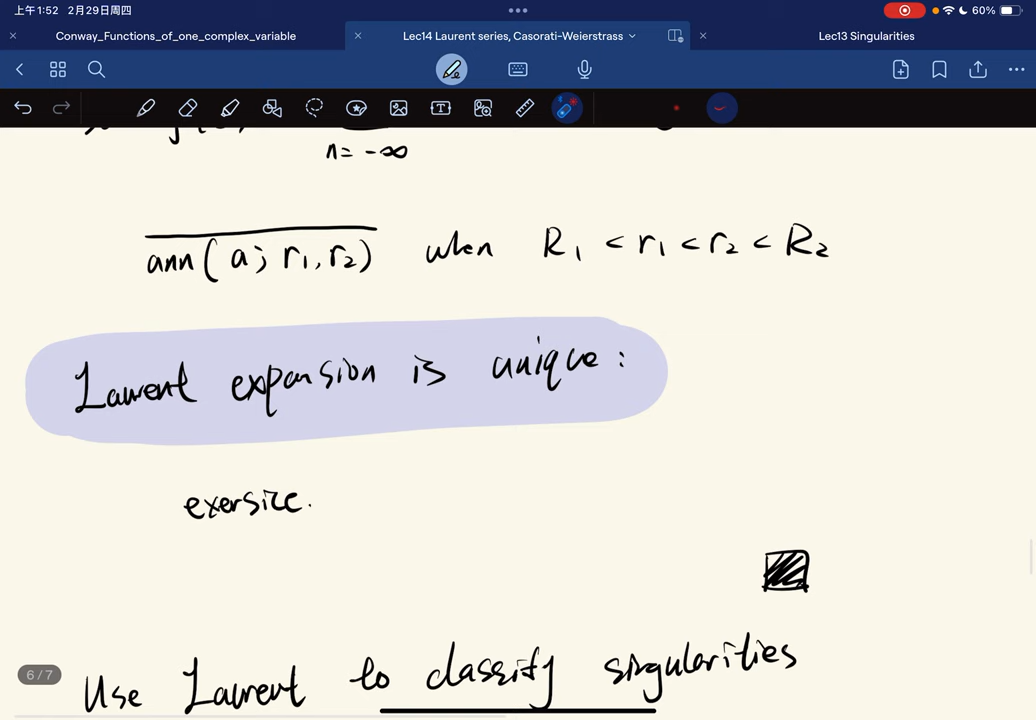 上午1:52 2月29日周四
60%
Conway_Functions_of_one_complex_variable
Lec14 Laurent series, Casorati-Weierstrass
Lec13 Singularities
n = -∞
ann(a; r₁, r₂) when R₁ < r₁ < r₂ < R₂
Laurent expansion is unique:
exersice.
6/7
Use Laurent to classify singularities